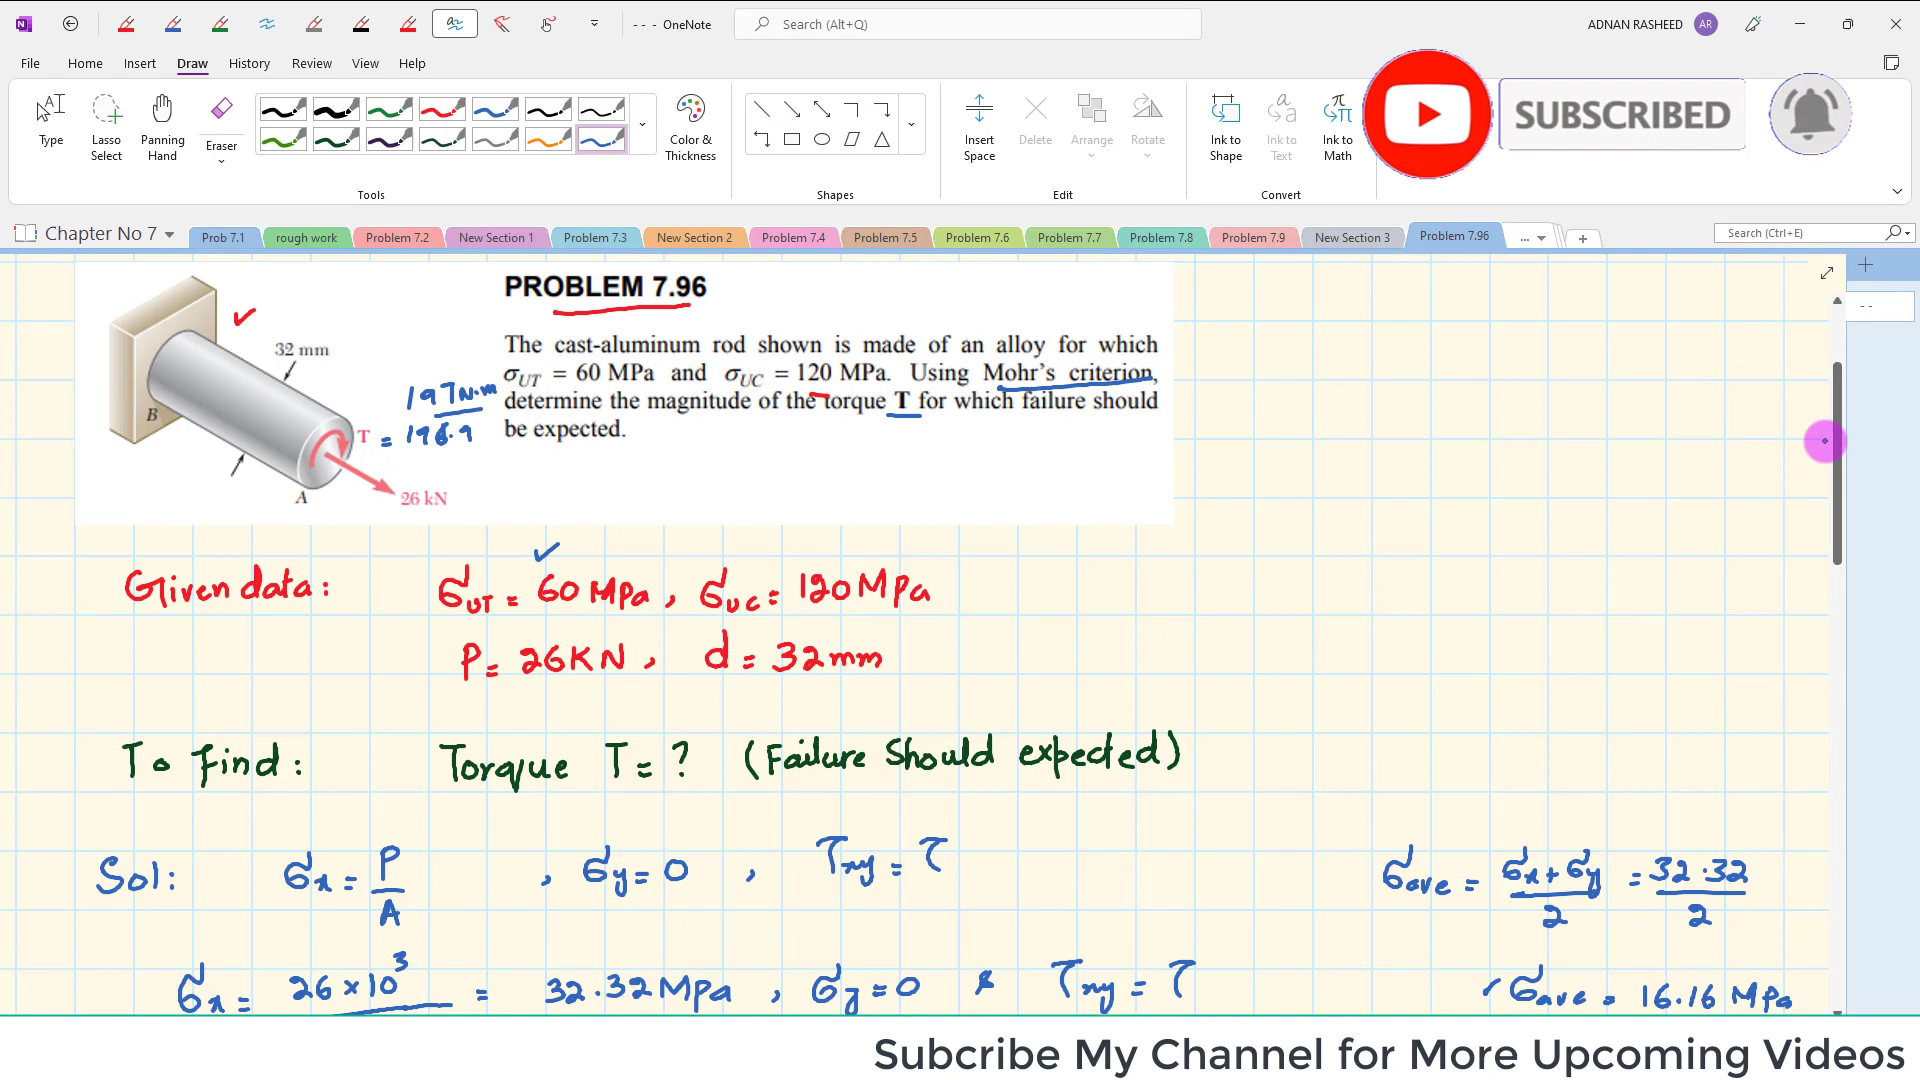 --- OneNote
Search (Alt+Q)
ADNAN RASHEED
AR
File Home Insert Draw History Review View Help
Type
Lasso Select
Panning Hand
Eraser
Color & Thickness
Insert Space
Delete
Arrange
Rotate
Ink to Shape
Ink to Text
Ink to Math
SUBSCRIBED
Tools
Shapes
Edit
Convert
Chapter No 7
Prob 7.1
rough work
Problem 7.2
New Section 1
Problem 7.3
New Section 2
Problem 7.4
Problem 7.5
Problem 7.6
Problem 7.7
Problem 7.8
Problem 7.9
New Section 3
Problem 7.96
...
Search (Ctrl+E)
PROBLEM 7.96
The cast-aluminum rod shown is made of an alloy for which
σUT = 60 MPa and σUC = 120 MPa. Using Mohr's criterion,
determine the magnitude of the torque T for which failure should
be expected.
32 mm
B
T
A
26 kN
197 N.m
= 196.9
Given data: σUT = 60 MPa, σUC = 120 MPa
P = 26 KN, d = 32 mm
To find: Torque T = ? (Failure Should expected)
Sol: σx = P/A , σy = 0 , τxy = τ
σave = σx + σy / 2 = 32.32 / 2
σx = 26 × 10³ = 32.32 MPa , σy = 0 & τxy = τ
σave = 16.16 MPa
Subcribe My Channel for More Upcoming Videos